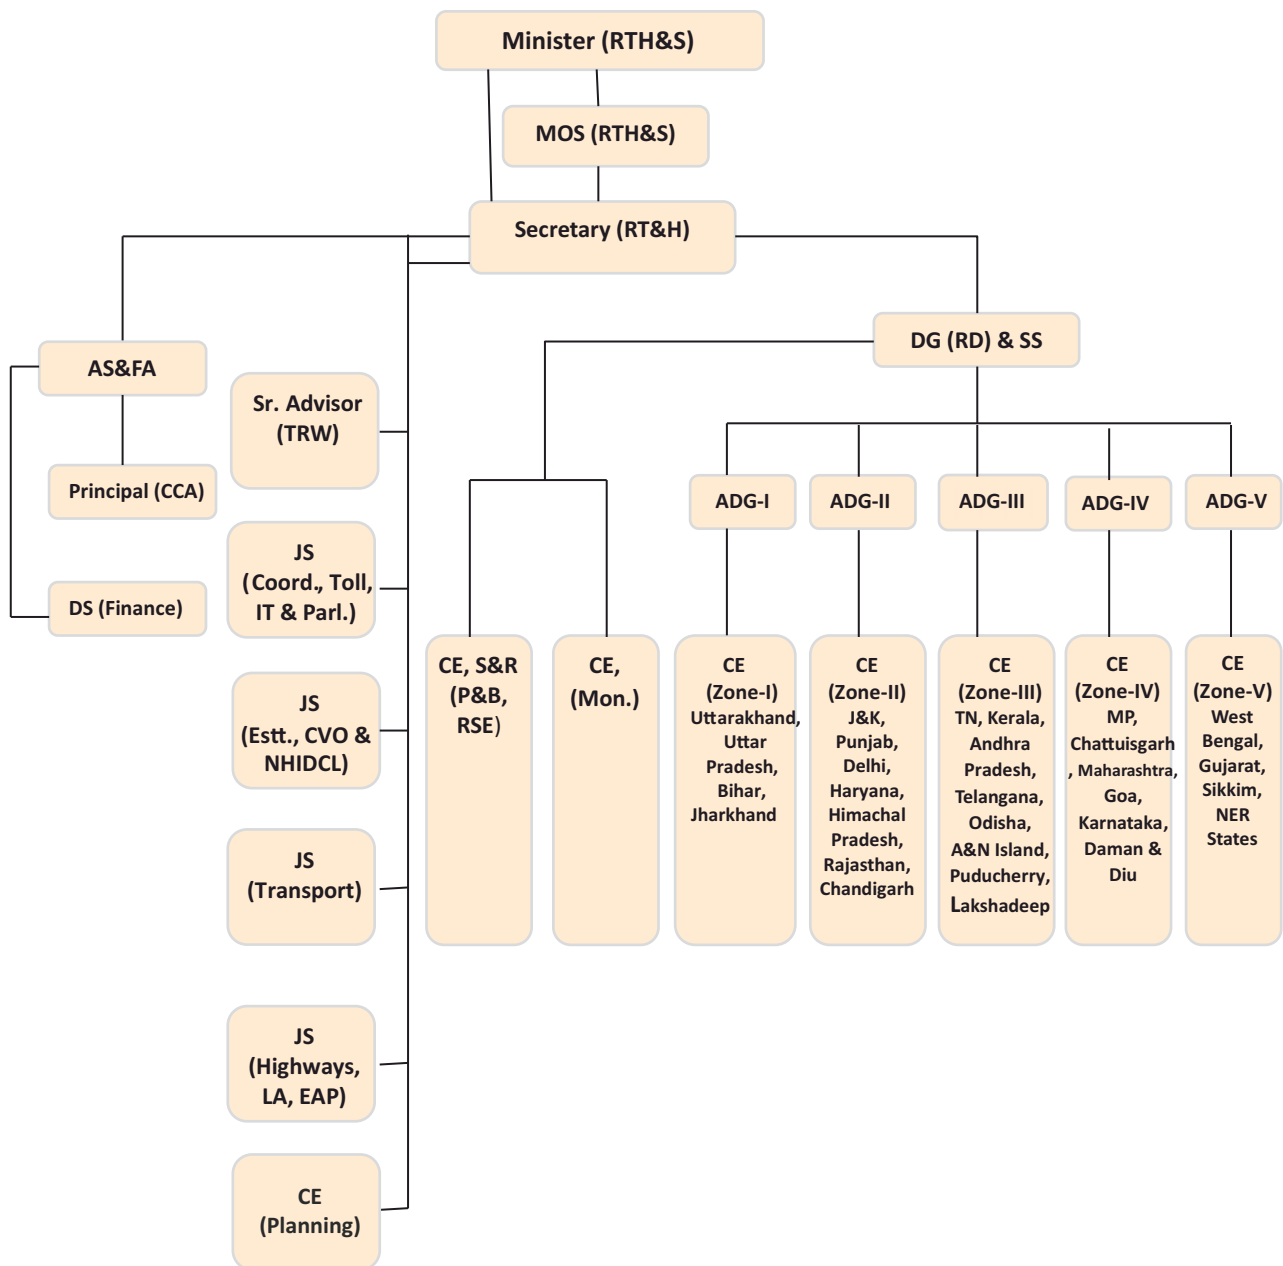 Minister (RTH&S)
MOS (RTH&S)
Secretary (RT&H)
DG (RD) & SS
AS&FA
Principal (CCA)
DS (Finance)
Sr. Advisor
(TRW)
JS
(Coord., Toll,
IT & Parl.)
JS
(Estt., CVO &
NHIDCL)
JS
(Transport)
JS
(Highways,
LA, EAP)
CE
(Planning)
ADG-I
ADG-II
ADG-III
ADG-IV
ADG-V
CE, S&R
(P&B,
RSE)
CE,
(Mon.)
CE
(Zone-I)
Uttarakhand,
Uttar
Pradesh,
Bihar,
Jharkhand
CE
(Zone-II)
J&K,
Punjab,
Delhi,
Haryana,
Himachal
Pradesh,
Rajasthan,
Chandigarh
CE
(Zone-III)
TN, Kerala,
Andhra
Pradesh,
Telangana,
Odisha,
A&N Island,
Puducherry,
Lakshadeep
CE
(Zone-IV)
MP,
Chattuisgarh
, Maharashtra,
Goa,
Karnataka,
Daman &
Diu
CE
(Zone-V)
West
Bengal,
Gujarat,
Sikkim,
NER
States